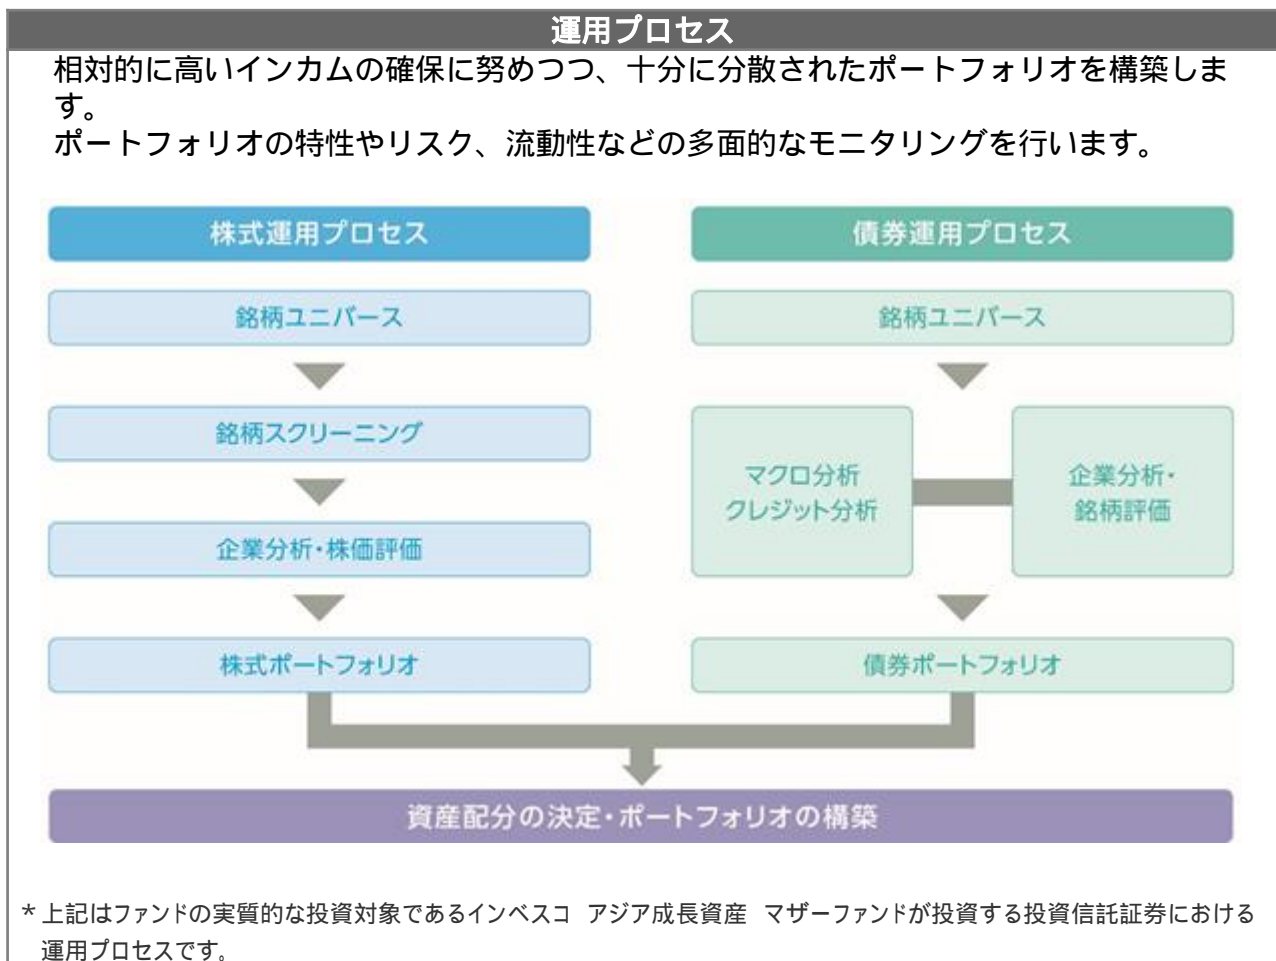 運用プロセス
相対的に高いインカムの確保に努めつつ、十分に分散されたポートフォリオを構築しま
す。
ポートフォリオの特性やリスク、流動性などの多面的なモニタリングを行います。
株式運用プロセス
銘柄ユニバース
銘柄スクリーニング
企業分析・株価評価
株式ポートフォリオ
債券運用プロセス
銘柄ユニバース
マクロ分析
クレジット分析
企業分析・
銘柄評価
債券ポートフォリオ
資産配分の決定・ポートフォリオの構築
*上記はファンドの実質的な投資対象であるインベスコ アジア成長資産 マザーファンドが投資する投資信託証券における
運用プロセスです。